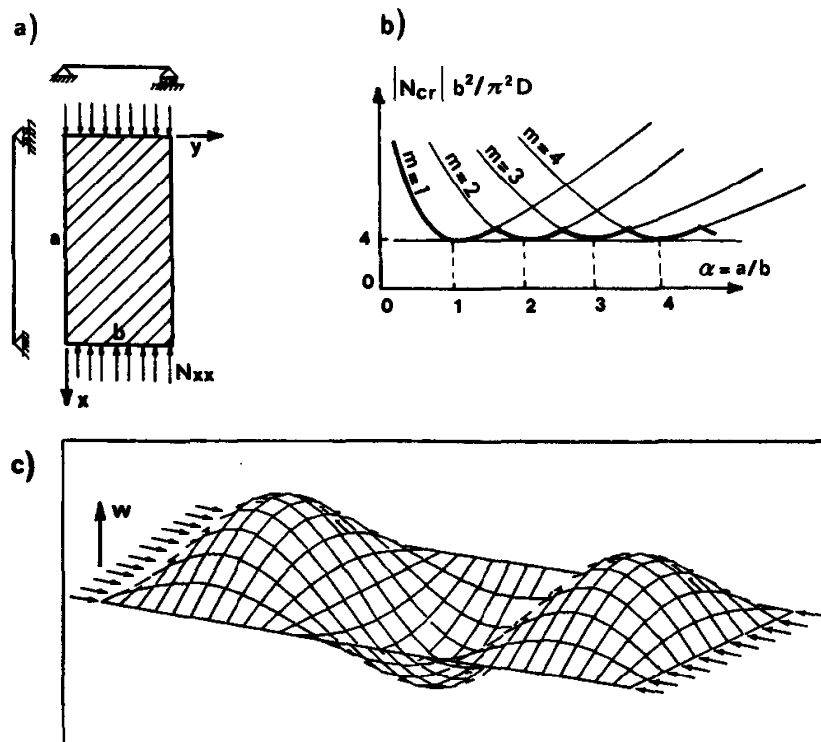 a)
y
a
b
Nxx
x
b)
|Ncr| b²/π²D
m=1
m=2
m=3
m=4
4
0
0
1
2
3
4
α = a/b
c)
w